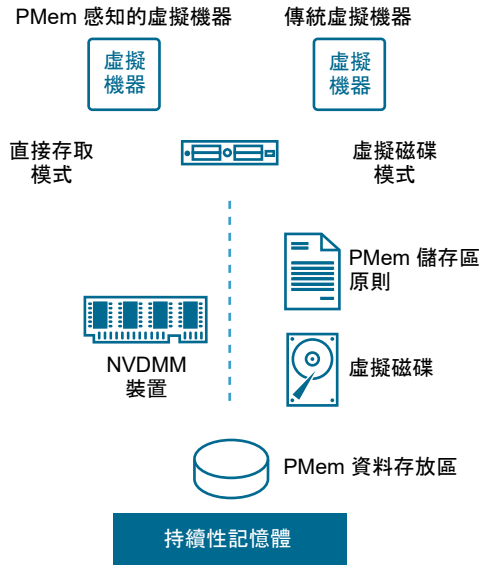 PMem 感知的虛擬機器
傳統虛擬機器
虛擬
機器
虛擬
機器
直接存取
模式
虛擬磁碟
模式
PMem 儲存區
原則
NVDMM
裝置
虛擬磁碟
PMem 資料存放區
持續性記憶體